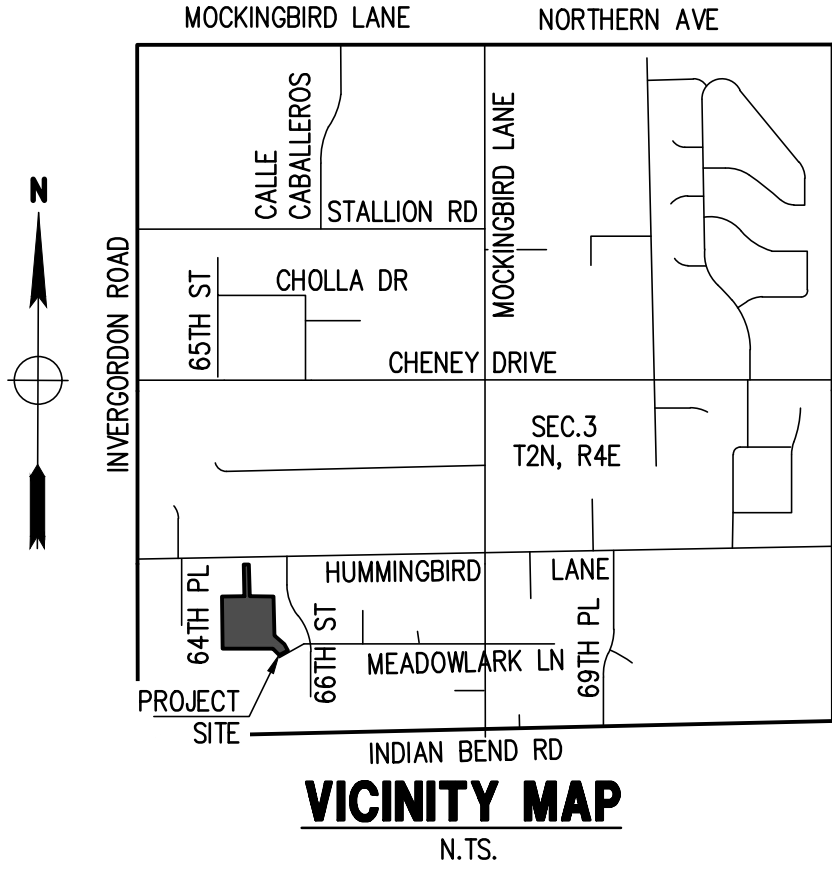 MOCKINGBIRD LANE
NORTHERN AVE
CALLE
CABALLEROS
MOCKINGBIRD LANE
N
STALLION RD
INVERGORDON ROAD
65TH ST
CHOLLA DR
CHENEY DRIVE
SEC.3
T2N, R4E
HUMMINGBIRD LANE
64TH PL
66TH ST
MEADOWLARK LN
69TH PL
PROJECT
SITE
INDIAN BEND RD
VICINITY MAP
N.TS.